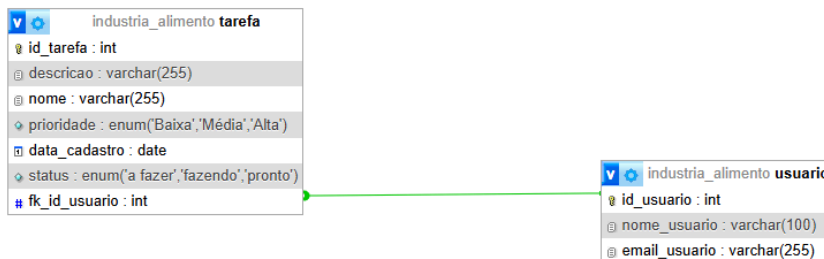 industria_alimento tarefa
id_tarefa : int
descricao : varchar(255)
nome : varchar(255)
prioridade : enum('Baixa','Média','Alta')
data_cadastro : date
status : enum('a fazer','fazendo','pronto')
# fk_id_usuario : int
industria_alimento usuario
id_usuario : int
nome_usuario : varchar(100)
email_usuario : varchar(255)